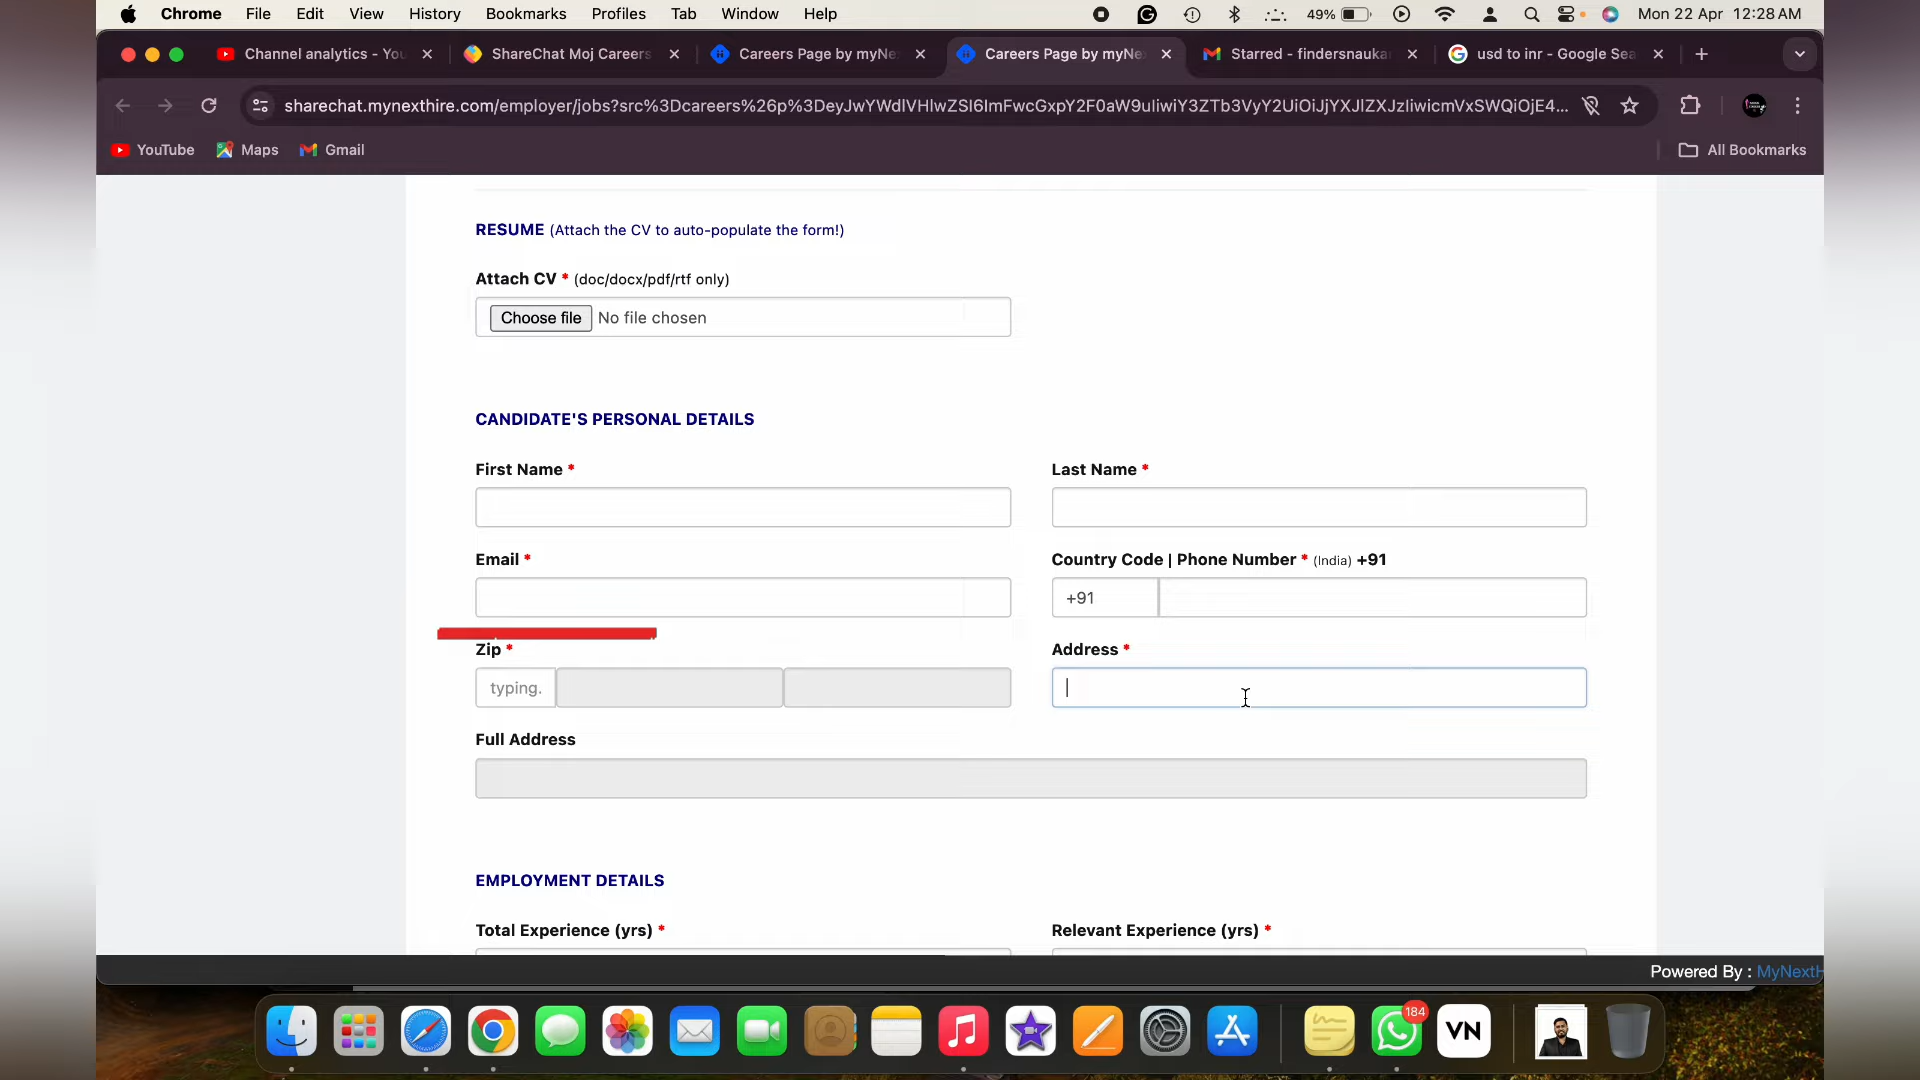 Chrome File Edit View History Bookmarks Profiles Tab Window Help 49% Mon 22 Apr 12:28 AM
Channel analytics - You ShareChat Moj Careers Careers Page by myNe Careers Page by myNe Starred - findersnauka usd to inr - Google Sea
sharechat.mynexthire.com/employer/jobs?src%3Dcareers%26p%3DeyJwYWdlVHlwZSI6ImFwcGxpY2F0aW9uIiwiY3ZTb3VyY2UiOiJjYXJlZXJzIiwicmVxSWQiOjE4...
YouTube Maps Gmail All Bookmarks
RESUME (Attach the CV to auto-populate the form!)
Attach CV * (doc/docx/pdf/rtf only)
Choose file No file chosen
CANDIDATE'S PERSONAL DETAILS
First Name * Last Name *
Email * Country Code | Phone Number * (India) +91
+91
Zip * Address *
typing.
Full Address
EMPLOYMENT DETAILS
Total Experience (yrs) * Relevant Experience (yrs) *
Powered By : MyNextH
184
VN